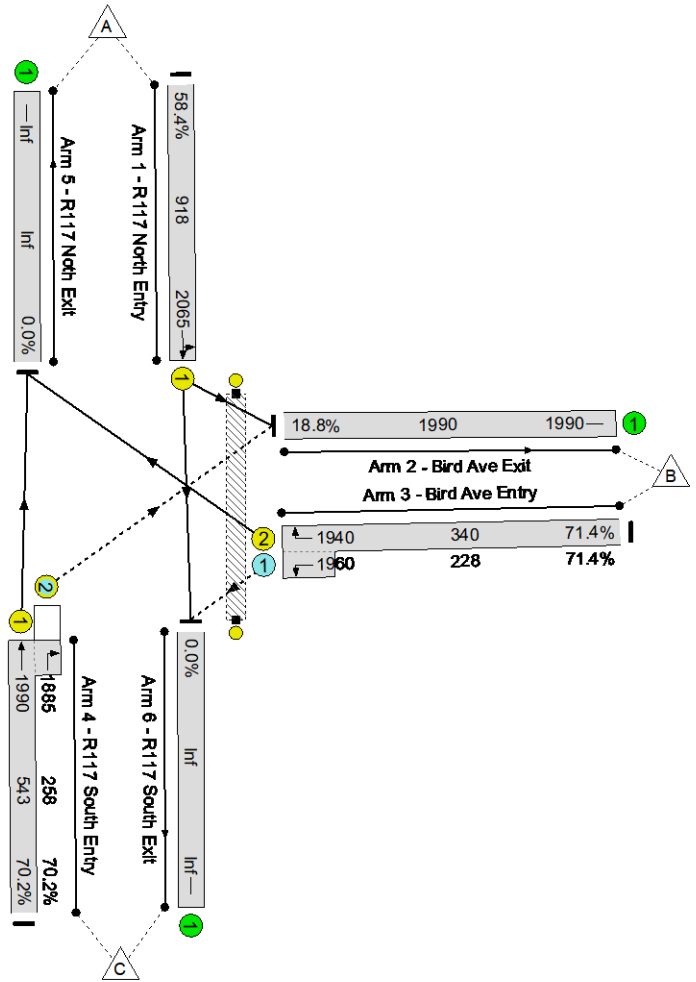 A
1
1
58.4%
918
2065
Arm 1 - R117 North Entry
Inf
Inf
0.0%
Arm 5 - R117 Noth Exit
1
18.8%
1990
1990
1
Arm 2 - Bird Ave Exit
B
Arm 3 - Bird Ave Entry
2
1940
340
71.4%
1
1960
228
71.4%
2
1
1885
258
70.2%
1990
543
70.2%
Arm 4 - R117 South Entry
0.0%
Inf
Inf
Arm 6 - R117 South Exit
1
C